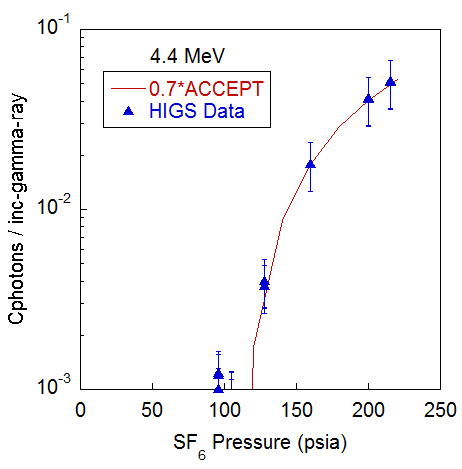 10⁻¹
4.4 MeV
0.7*ACCEPT
HIGS Data
Cphotons / inc-gamma-ray
10⁻²
10⁻³
0 50 100 150 200 250
SF₆ Pressure (psia)